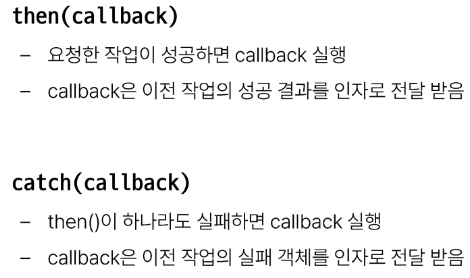 then(callback)
– 요청한 작업이 성공하면 callback 실행
– callback은 이전 작업의 성공 결과를 인자로 전달 받음
catch(callback)
– then()이 하나라도 실패하면 callback 실행
– callback은 이전 작업의 실패 객체를 인자로 전달 받음